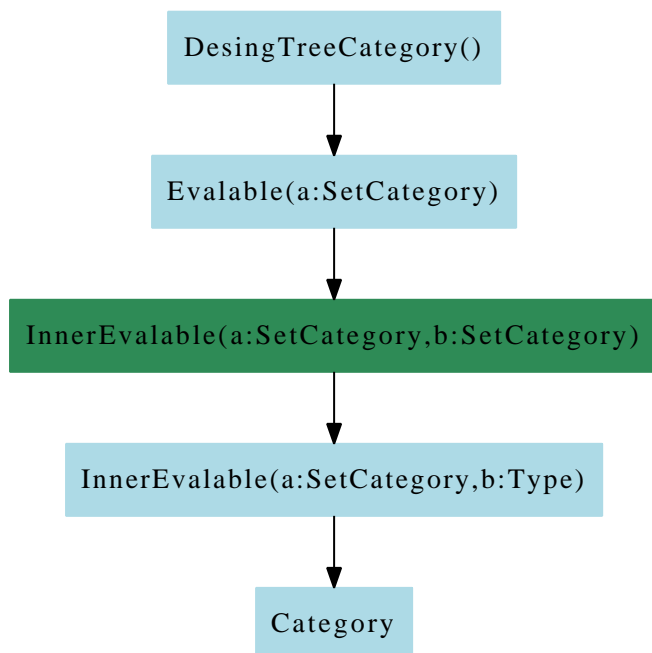 DesingTreeCategory()
Evalable(a:SetCategory)
InnerEvalable(a:SetCategory,b:SetCategory)
InnerEvalable(a:SetCategory,b:Type)
Category